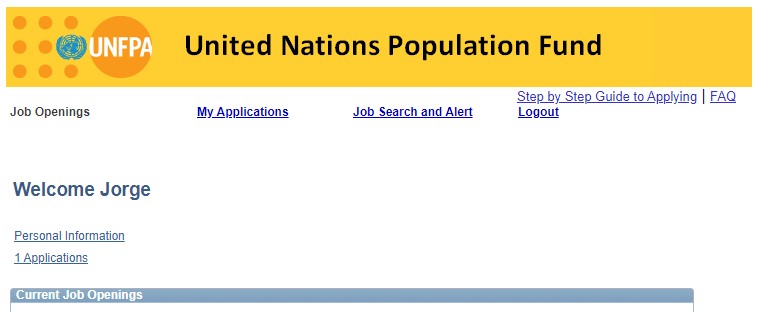 UNFPA
United Nations Population Fund
Step by Step Guide to Applying | FAQ
Job Openings My Applications Job Search and Alert Logout
Welcome Jorge
Personal Information
1 Applications
Current Job Openings